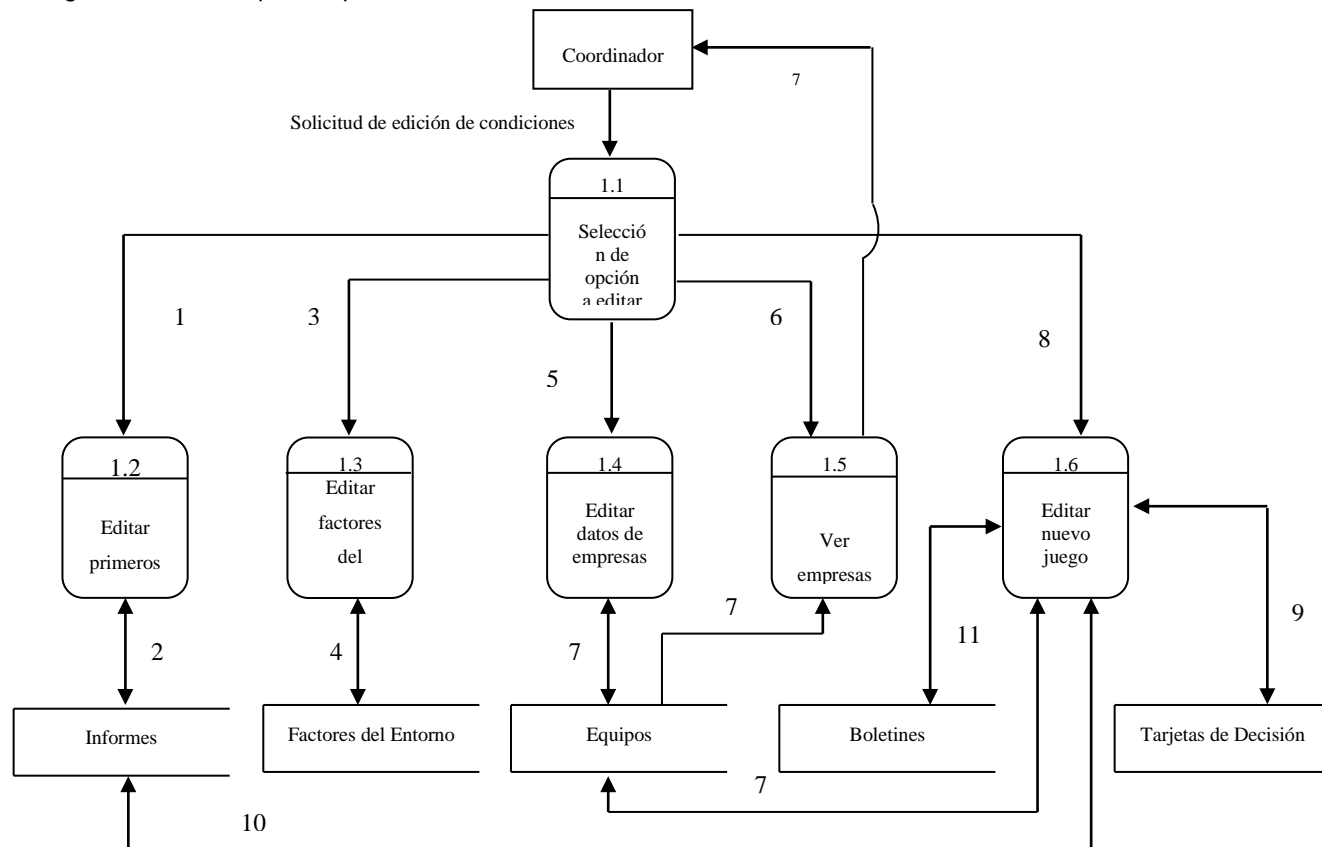 Coordinador
7
Solicitud de edición de condiciones
1.1
Selecció
n de
opción
a editar
1
3
6
8
5
1.2
Editar
primeros
1.3
Editar
factores
del
1.4
Editar
datos de
empresas
1.5
Ver
empresas
1.6
Editar
nuevo
juego
2
4
7
7
11
9
Informes
Factores del Entorno
Equipos
Boletines
Tarjetas de Decisión
7
10